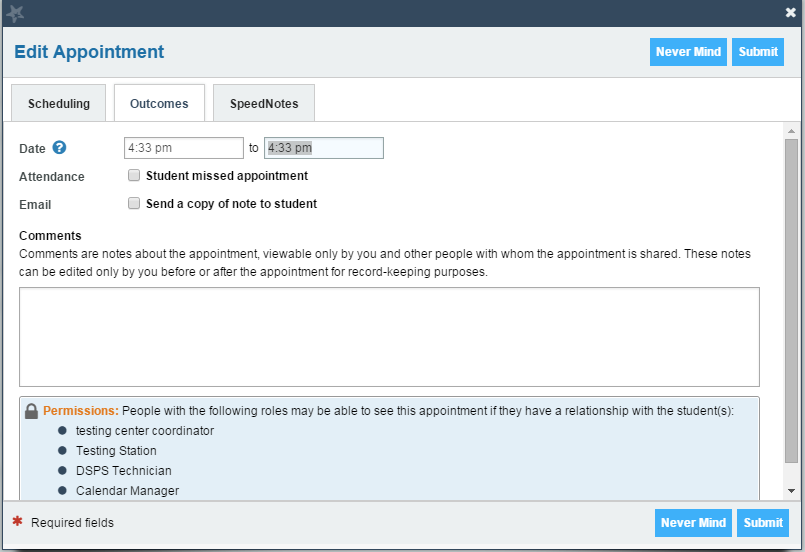 Edit Appointment
Never Mind Submit
Scheduling Outcomes SpeedNotes
Date 4:33 pm to 4:33 pm
Attendance Student missed appointment
Email Send a copy of note to student
Comments
Comments are notes about the appointment, viewable only by you and other people with whom the appointment is shared. These notes
can be edited only by you before or after the appointment for record-keeping purposes.
Permissions: People with the following roles may be able to see this appointment if they have a relationship with the student(s):
testing center coordinator
Testing Station
DSPS Technician
Calendar Manager
* Required fields
Never Mind Submit